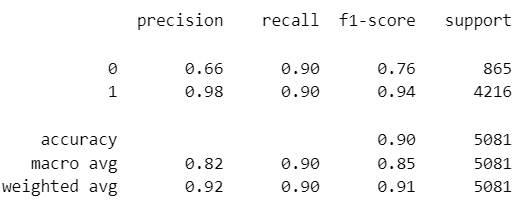 precision recall f1-score support
0 0.66 0.90 0.76 865
1 0.98 0.90 0.94 4216
accuracy 0.90 5081
macro avg 0.82 0.90 0.85 5081
weighted avg 0.92 0.90 0.91 5081